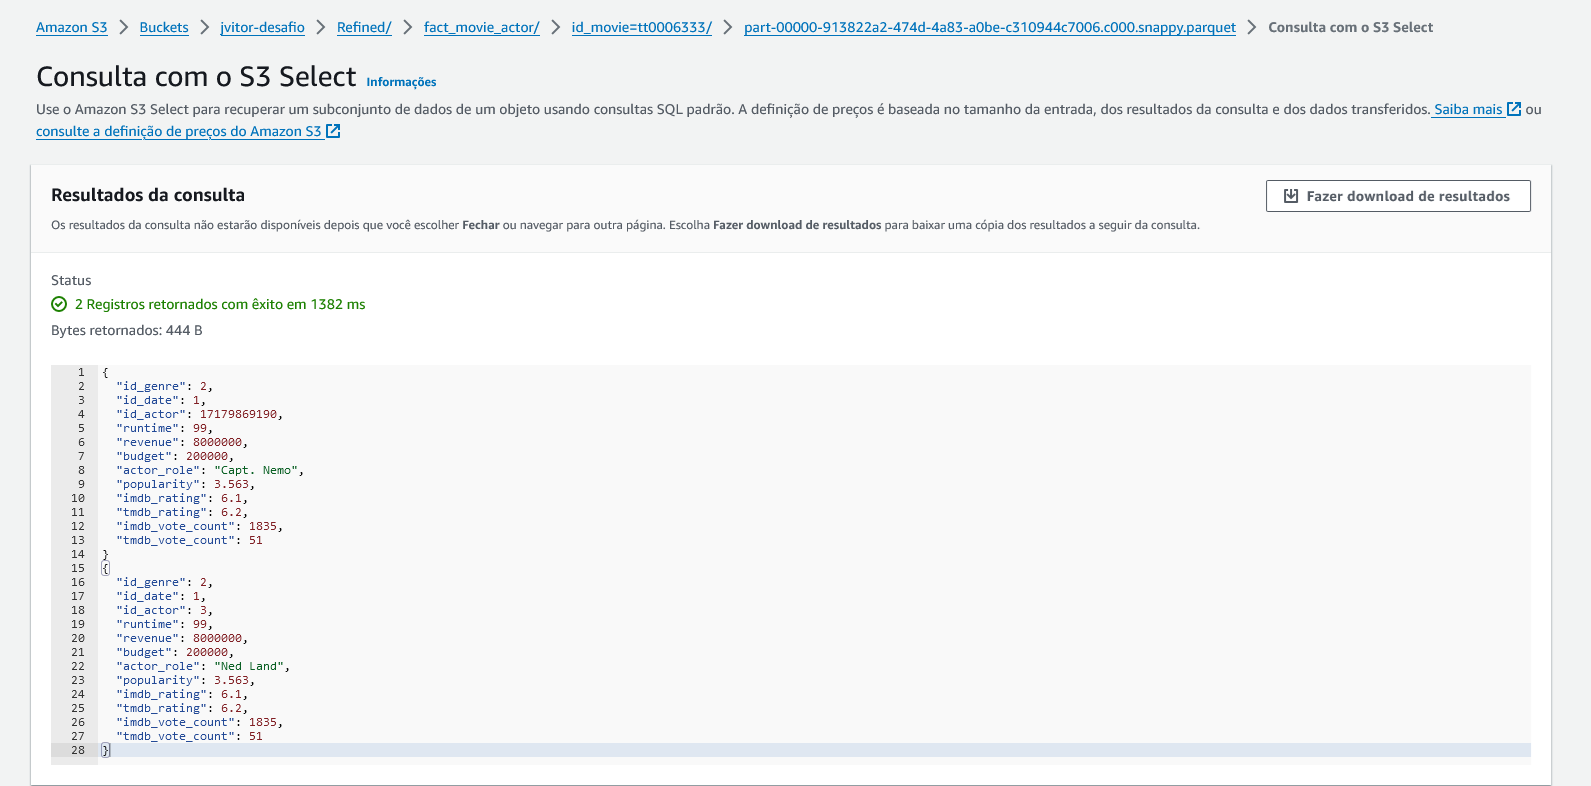 Amazon S3 > Buckets > jvitor-desafio > Refined/ > fact_movie_actor/ > id_movie=tt0006333/ > part-00000-913822a2-474d-4a83-a0be-c310944c7006.c000.snappy.parquet > Consulta com o S3 Select
Consulta com o S3 Select Informações
Use o Amazon S3 Select para recuperar um subconjunto de dados de um objeto usando consultas SQL padrão. A definição de preços é baseada no tamanho da entrada, dos resultados da consulta e dos dados transferidos. Saiba mais ou
consulte a definição de preços do Amazon S3
Resultados da consulta
Fazer download de resultados
Os resultados da consulta não estarão disponíveis depois que você escolher Fechar ou navegar para outra página. Escolha Fazer download de resultados para baixar uma cópia dos resultados a seguir da consulta.
Status
2 Registros retornados com êxito em 1382 ms
Bytes retornados: 444 B
1 {
2 "id_genre": 2,
3 "id_date": 1,
4 "id_actor": 17179869190,
5 "runtime": 99,
6 "revenue": 8000000,
7 "budget": 200000,
8 "actor_role": "Capt. Nemo",
9 "popularity": 3.563,
10 "imdb_rating": 6.1,
11 "tmdb_rating": 6.2,
12 "imdb_vote_count": 1835,
13 "tmdb_vote_count": 51
14 }
15 {
16 "id_genre": 2,
17 "id_date": 1,
18 "id_actor": 3,
19 "runtime": 99,
20 "revenue": 8000000,
21 "budget": 200000,
22 "actor_role": "Ned Land",
23 "popularity": 3.563,
24 "imdb_rating": 6.1,
25 "tmdb_rating": 6.2,
26 "imdb_vote_count": 1835,
27 "tmdb_vote_count": 51
28 }